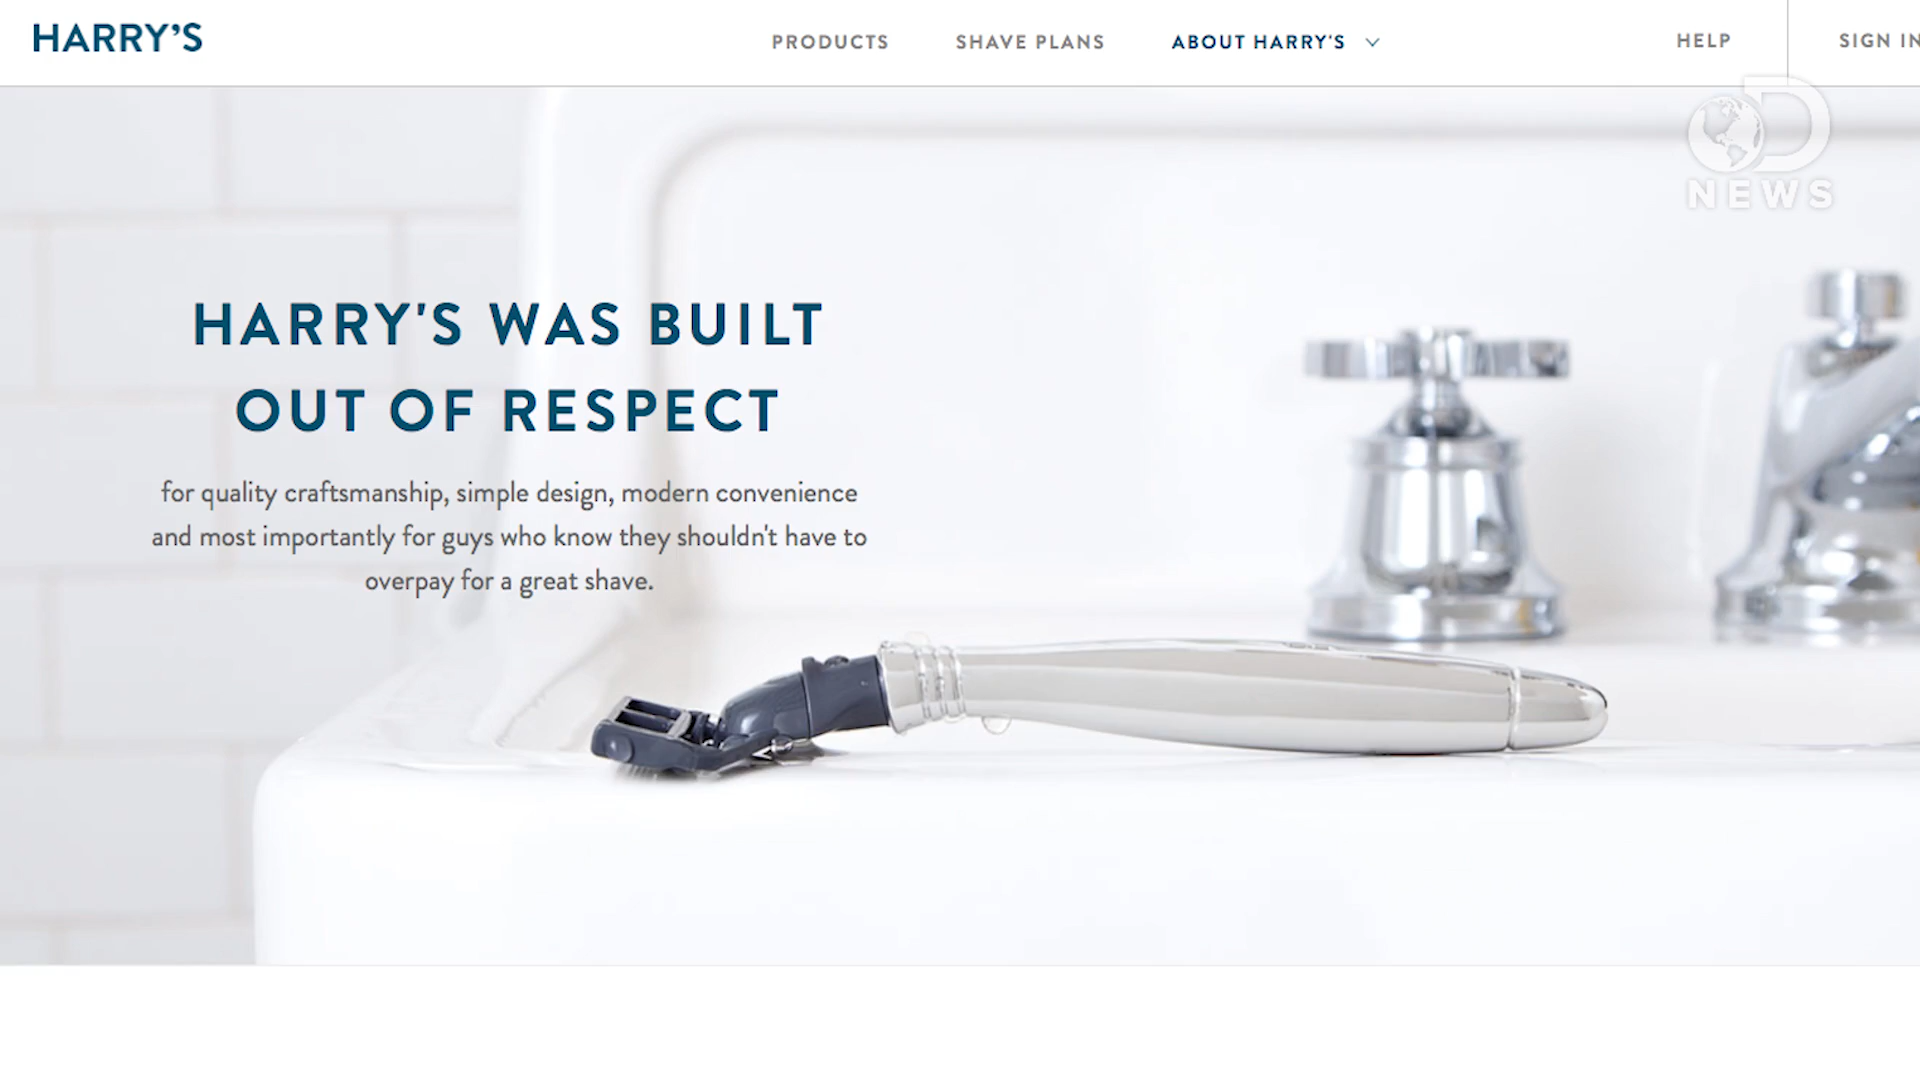 HARRY'S
PRODUCTS
SHAVE PLANS
ABOUT HARRY'S
HELP
SIGN IN
D NEWS
HARRY'S WAS BUILT
OUT OF RESPECT
for quality craftsmanship, simple design, modern convenience
and most importantly for guys who know they shouldn't have to
overpay for a great shave.